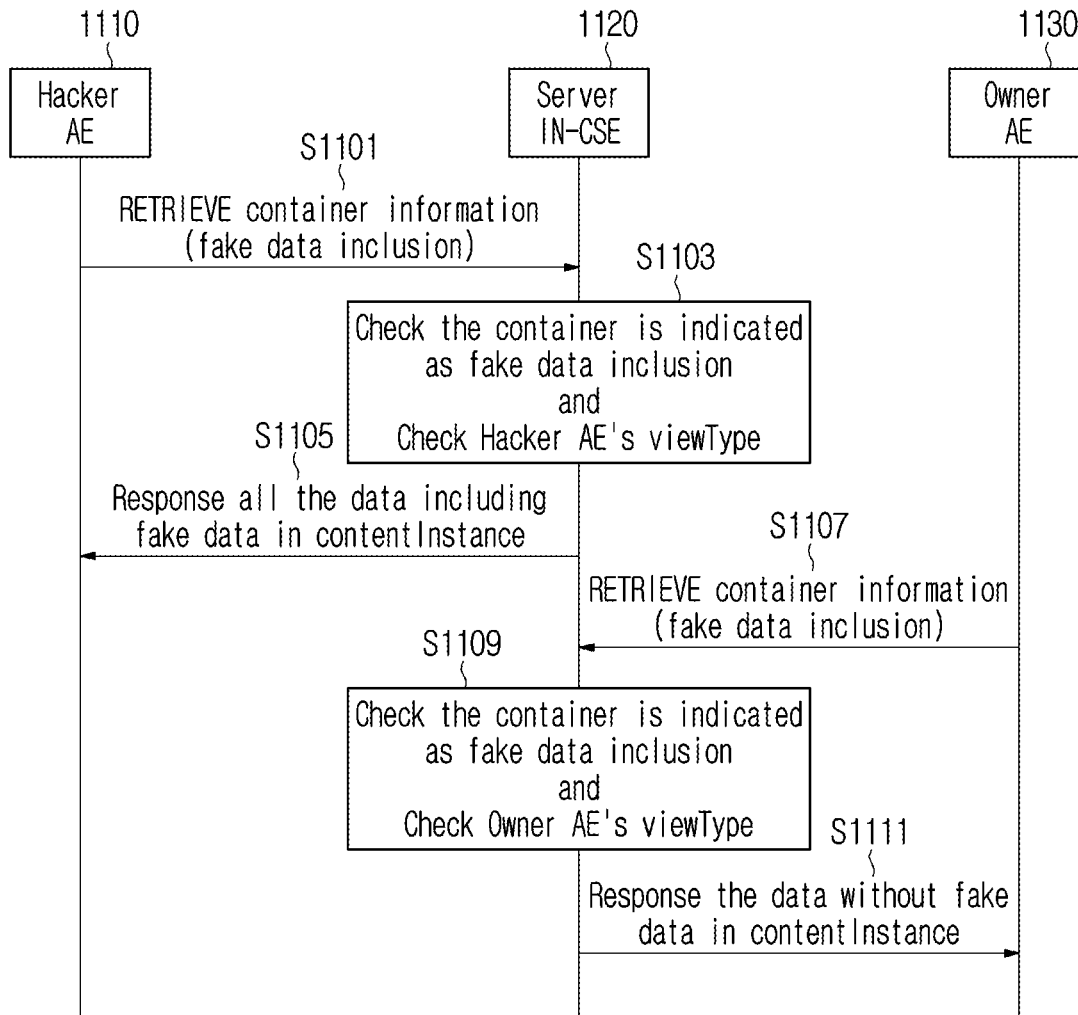 1110
1120
1130
Hacker
AE
Server
IN-CSE
Owner
AE
S1101
RETRIEVE container information
(fake data inclusion)
S1103
Check the container is indicated
as fake data inclusion
and
Check Hacker AE's viewType
S1105
Response all the data including
fake data in contentInstance
S1107
RETRIEVE container information
(fake data inclusion)
S1109
Check the container is indicated
as fake data inclusion
and
Check Owner AE's viewType
S1111
Response the data without fake
data in contentInstance